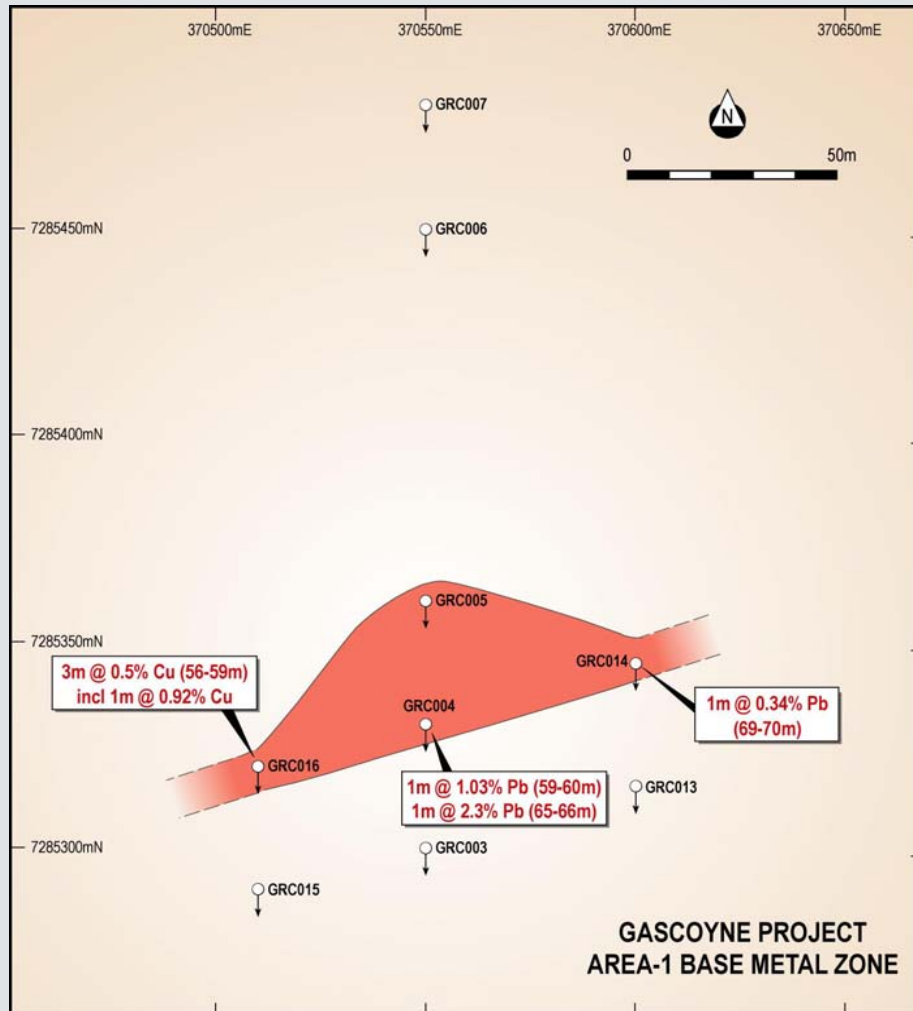 370500mE
370550mE
370600mE
370650mE
GRC007
N
0
50m
7285450mN
GRC006
7285400mN
GRC005
7285350mN
GRC014
3m @ 0.5% Cu (56-59m)
incl 1m @ 0.92% Cu
1m @ 0.34% Pb
(69-70m)
GRC004
GRC016
1m @ 1.03% Pb (59-60m)
1m @ 2.3% Pb (65-66m)
GRC013
7285300mN
GRC003
GRC015
GASCOYNE PROJECT
AREA-1 BASE METAL ZONE